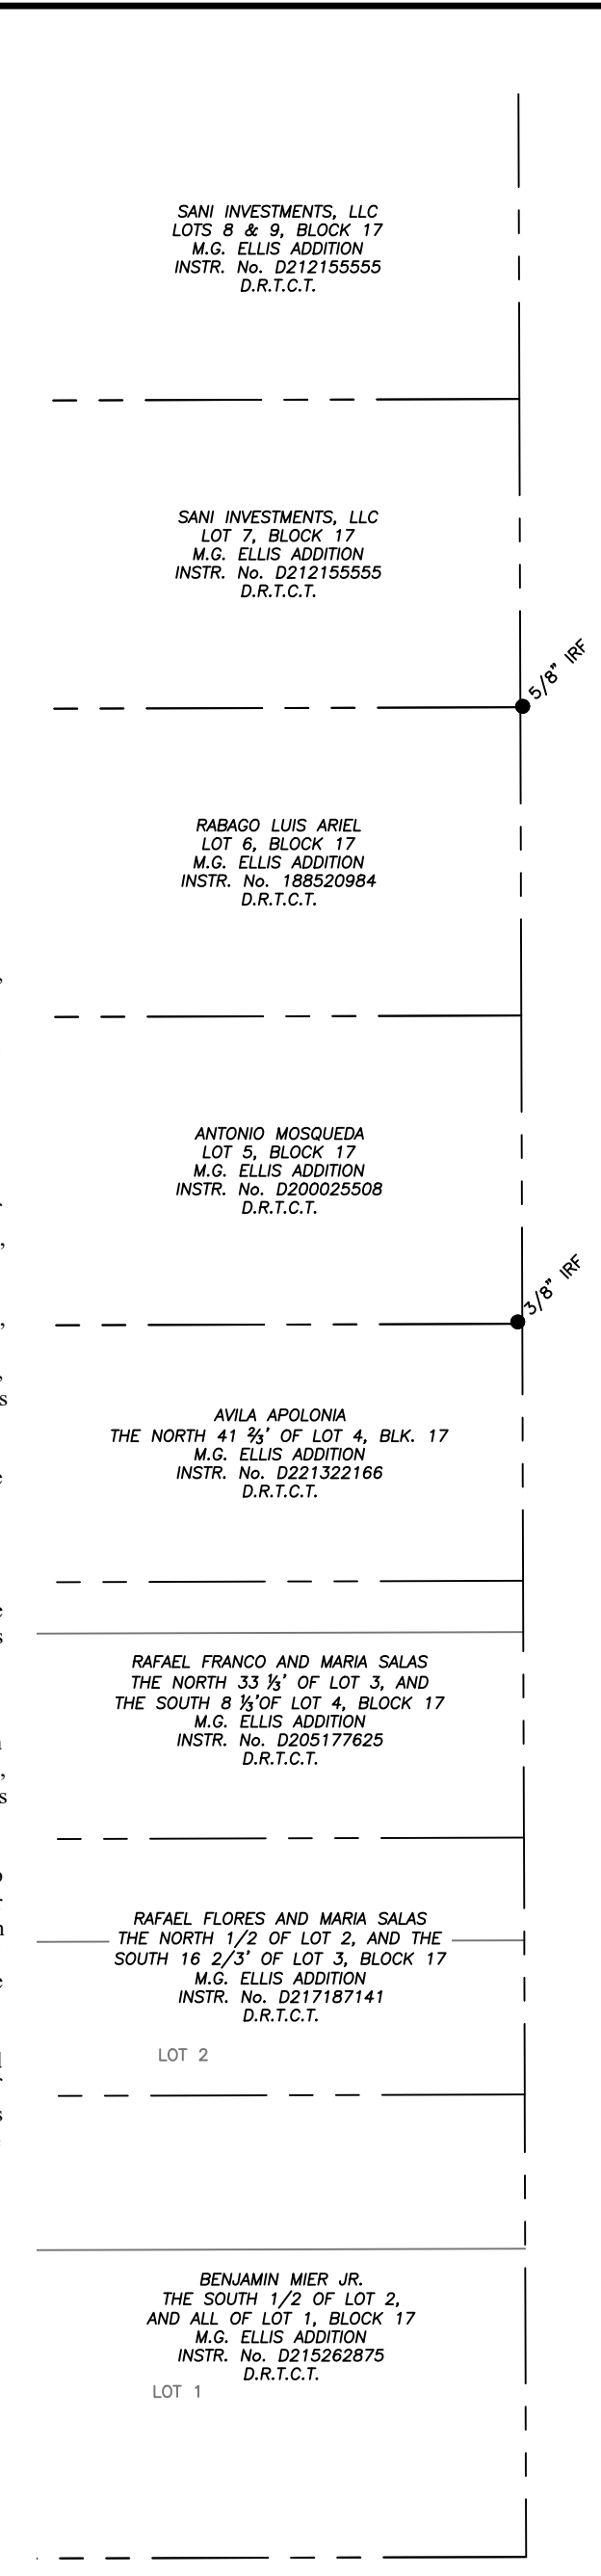 SANI INVESTMENTS, LLC
LOTS 8 & 9, BLOCK 17
M.G. ELLIS ADDITION
INSTR. No. D212155555
D.R.T.C.T.
SANI INVESTMENTS, LLC
LOT 7, BLOCK 17
M.G. ELLIS ADDITION
INSTR. No. D212155555
D.R.T.C.T.
5/8" IRF
RABAGO LUIS ARIEL
LOT 6, BLOCK 17
M.G. ELLIS ADDITION
INSTR. No. 188520984
D.R.T.C.T.
ANTONIO MOSQUEDA
LOT 5, BLOCK 17
M.G. ELLIS ADDITION
INSTR. No. D200025508
D.R.T.C.T.
3/8" IRF
AVILA APOLONIA
THE NORTH 41 ⅔' OF LOT 4, BLK. 17
M.G. ELLIS ADDITION
INSTR. No. D221322166
D.R.T.C.T.
RAFAEL FRANCO AND MARIA SALAS
THE NORTH 33 ⅓' OF LOT 3, AND
THE SOUTH 8 ⅓'OF LOT 4, BLOCK 17
M.G. ELLIS ADDITION
INSTR. No. D205177625
D.R.T.C.T.
RAFAEL FLORES AND MARIA SALAS
THE NORTH 1/2 OF LOT 2, AND THE
SOUTH 16 2/3' OF LOT 3, BLOCK 17
M.G. ELLIS ADDITION
INSTR. No. D217187141
D.R.T.C.T.
LOT 2
BENJAMIN MIER JR.
THE SOUTH 1/2 OF LOT 2,
AND ALL OF LOT 1, BLOCK 17
M.G. ELLIS ADDITION
INSTR. No. D215262875
D.R.T.C.T.
LOT 1